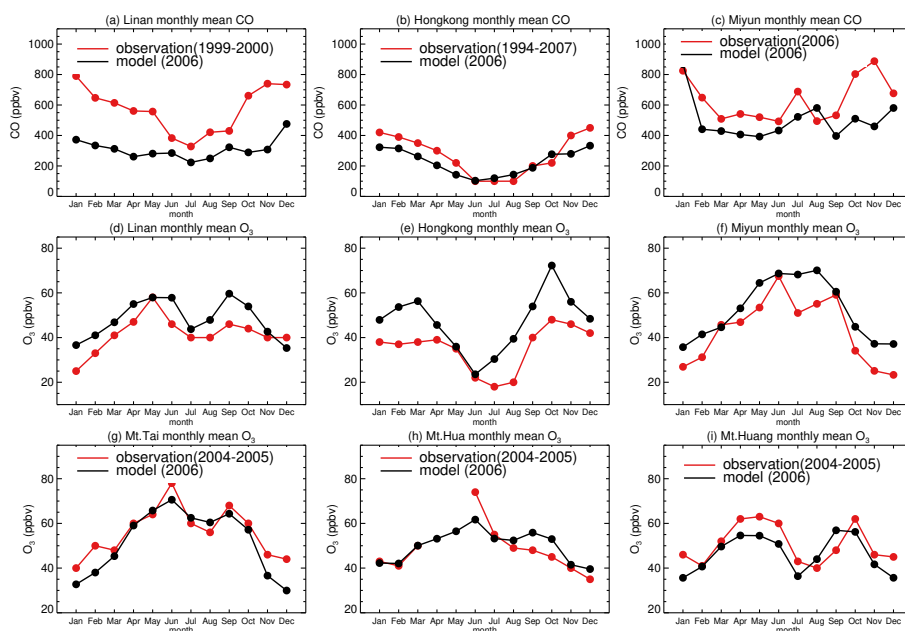 (a) Linan monthly mean CO
1000
800
600
400
200
0
CO (ppbv)
observation(1999-2000)
model (2006)
Jan Feb Mar Apr May Jun Jul Aug Sep Oct Nov Dec
month
(b) Hongkong monthly mean CO
1000
800
600
400
200
0
CO (ppbv)
observation(1994-2007)
model (2006)
Jan Feb Mar Apr May Jun Jul Aug Sep Oct Nov Dec
month
(c) Miyun monthly mean CO
1000
800
600
400
200
0
CO (ppbv)
observation(2006)
model (2006)
Jan Feb Mar Apr May Jun Jul Aug Sep Oct Nov Dec
month
(d) Linan monthly mean O3
80
60
40
20
O3 (ppbv)
Jan Feb Mar Apr May Jun Jul Aug Sep Oct Nov Dec
month
(e) Hongkong monthly mean O3
80
60
40
20
O3 (ppbv)
Jan Feb Mar Apr May Jun Jul Aug Sep Oct Nov Dec
month
(f) Miyun monthly mean O3
80
60
40
20
O3 (ppbv)
Jan Feb Mar Apr May Jun Jul Aug Sep Oct Nov Dec
month
(g) Mt.Tai monthly mean O3
80
60
40
20
O3 (ppbv)
observation(2004-2005)
model (2006)
Jan Feb Mar Apr May Jun Jul Aug Sep Oct Nov Dec
month
(h) Mt.Hua monthly mean O3
80
60
40
20
O3 (ppbv)
observation(2004-2005)
model (2006)
Jan Feb Mar Apr May Jun Jul Aug Sep Oct Nov Dec
month
(i) Mt.Huang monthly mean O3
80
60
40
20
O3 (ppbv)
observation(2004-2005)
model (2006)
Jan Feb Mar Apr May Jun Jul Aug Sep Oct Nov Dec
month